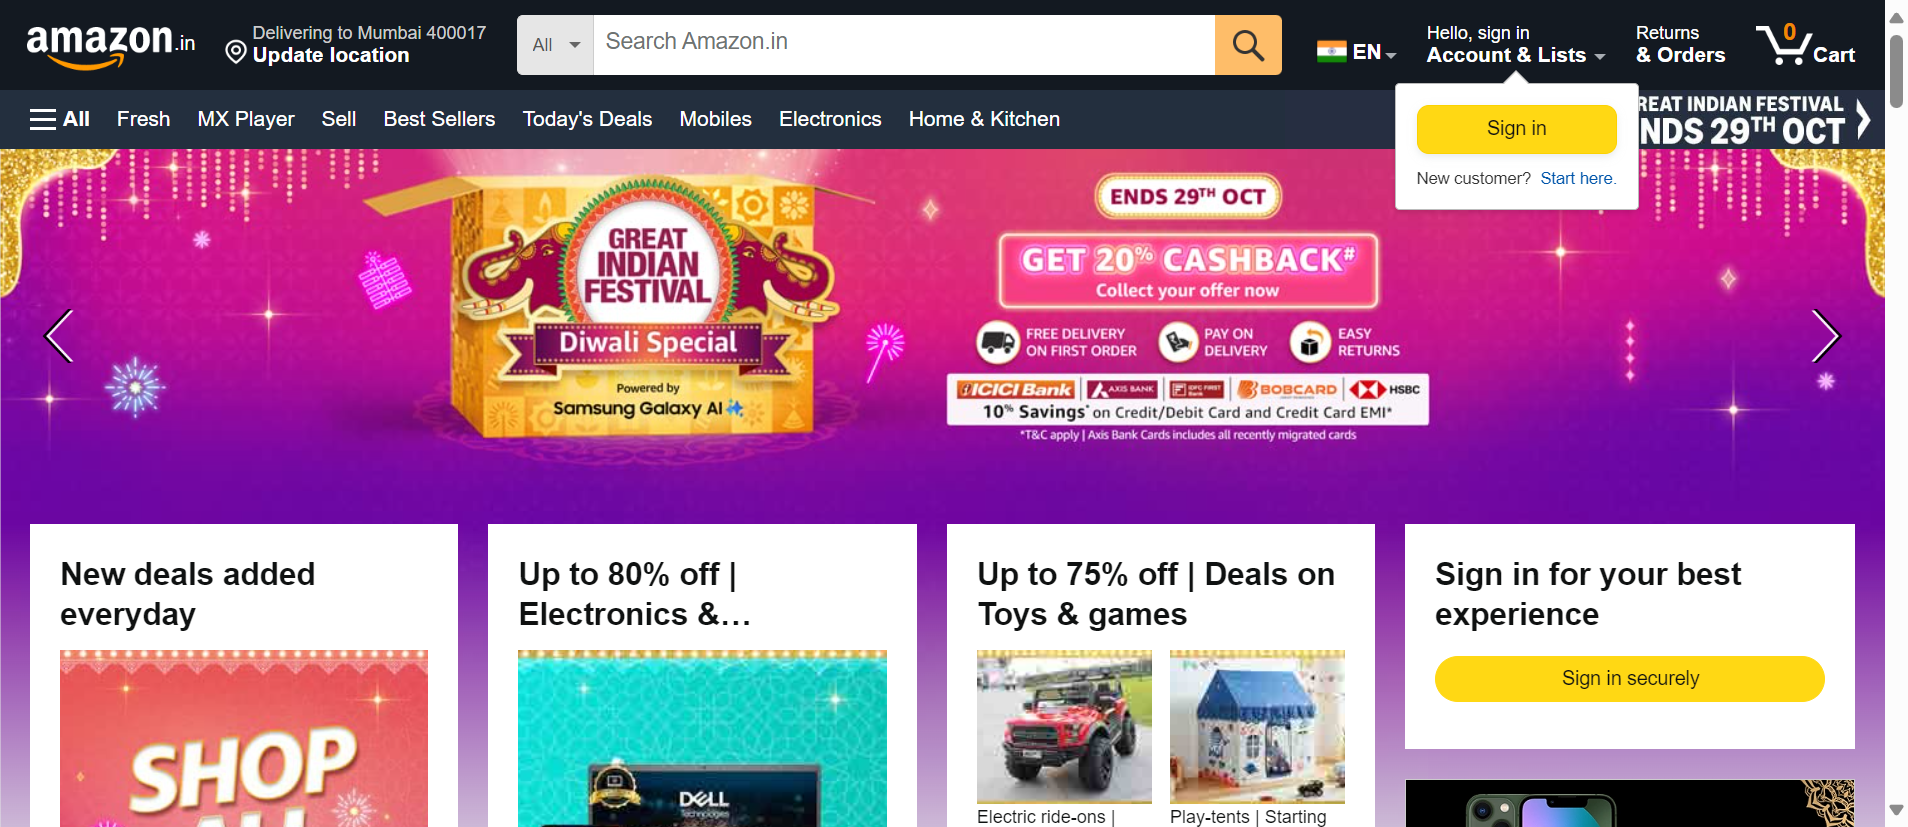 amazon.in
Delivering to Mumbai 400017
Update location
All
Search Amazon.in
EN
Hello, sign in
Account & Lists
Returns
& Orders
0
Cart
All
Fresh
MX Player
Sell
Best Sellers
Today's Deals
Mobiles
Electronics
Home & Kitchen
Sign in
New customer? Start here.
REAT INDIAN FESTIVAL
NDS 29TH OCT
GREAT
INDIAN
FESTIVAL
Diwali Special
Powered by
Samsung Galaxy AI
ENDS 29TH OCT
GET 20% CASHBACK#
Collect your offer now
FREE DELIVERY
ON FIRST ORDER
PAY ON
DELIVERY
EASY
RETURNS
ICICI Bank
AXIS BANK
IDFC FIRST
Bank
BOBCARD
HSBC
10% Savings* on Credit/Debit Card and Credit Card EMI*
*T&C apply | Axis Bank Cards includes all recently migrated cards
New deals added
everyday
SHOP
ALL
Up to 80% off |
Electronics &…
DELL
Technologies
Up to 75% off | Deals on
Toys & games
Electric ride-ons |
Play-tents | Starting
Sign in for your best
experience
Sign in securely